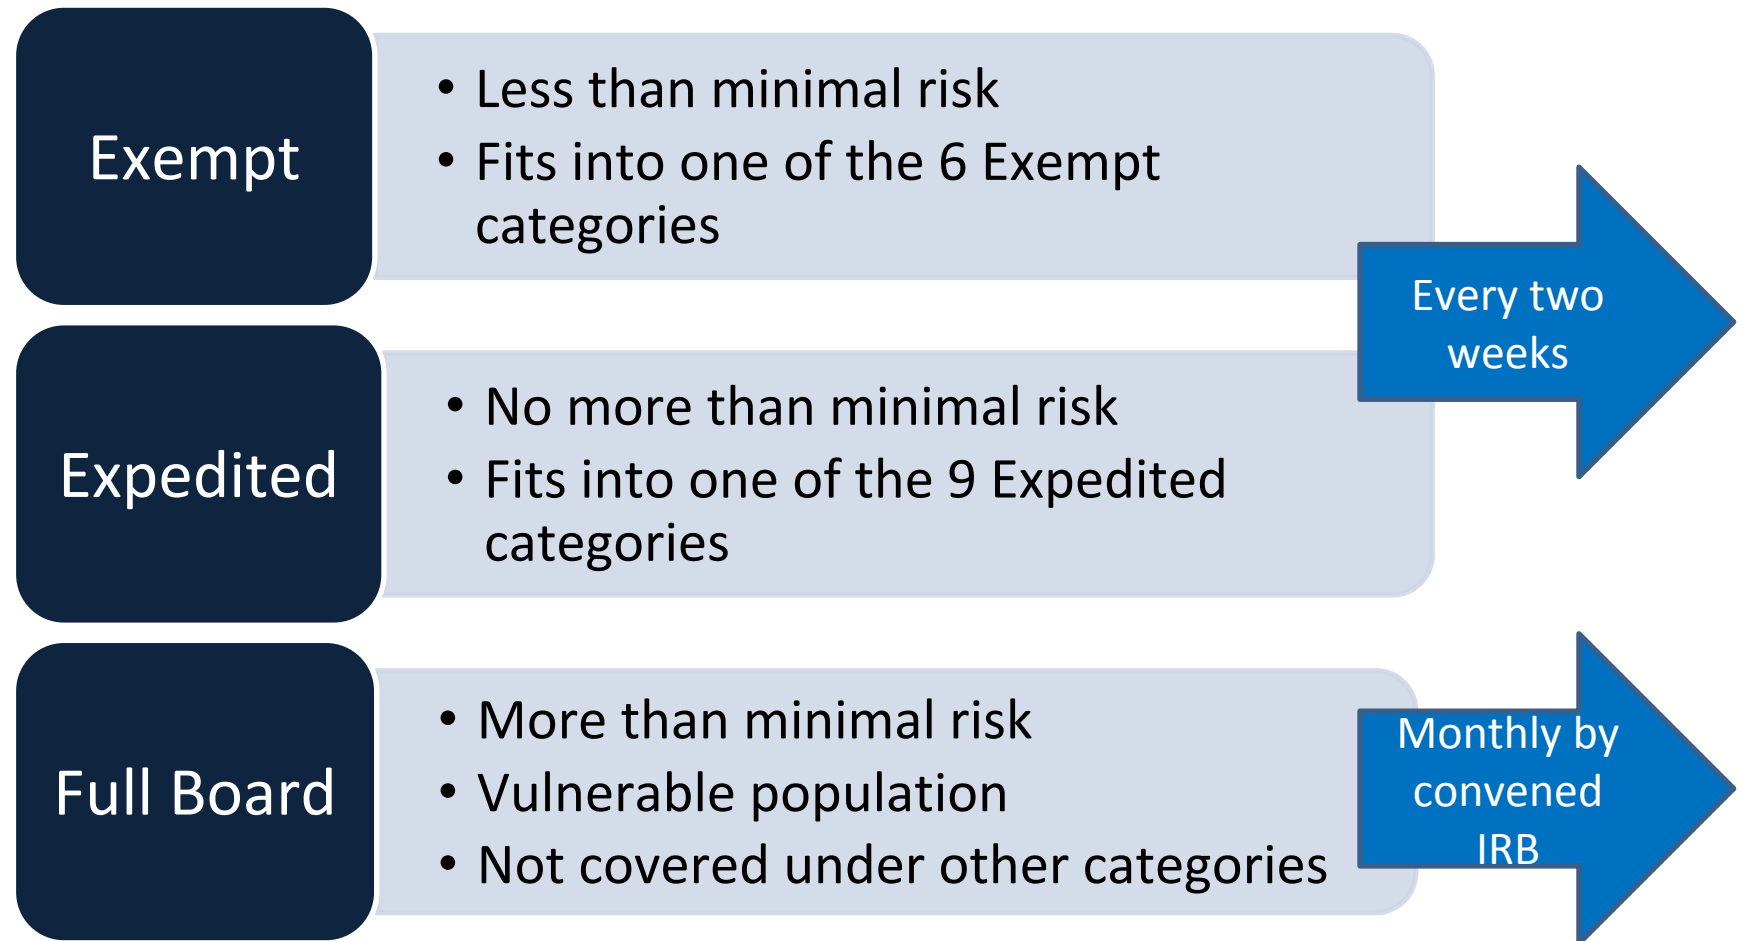 Exempt
• Less than minimal risk
• Fits into one of the 6 Exempt
categories
Every two
weeks
Expedited
• No more than minimal risk
• Fits into one of the 9 Expedited
categories
Full Board
• More than minimal risk
• Vulnerable population
• Not covered under other categories
Monthly by
convened
IRB